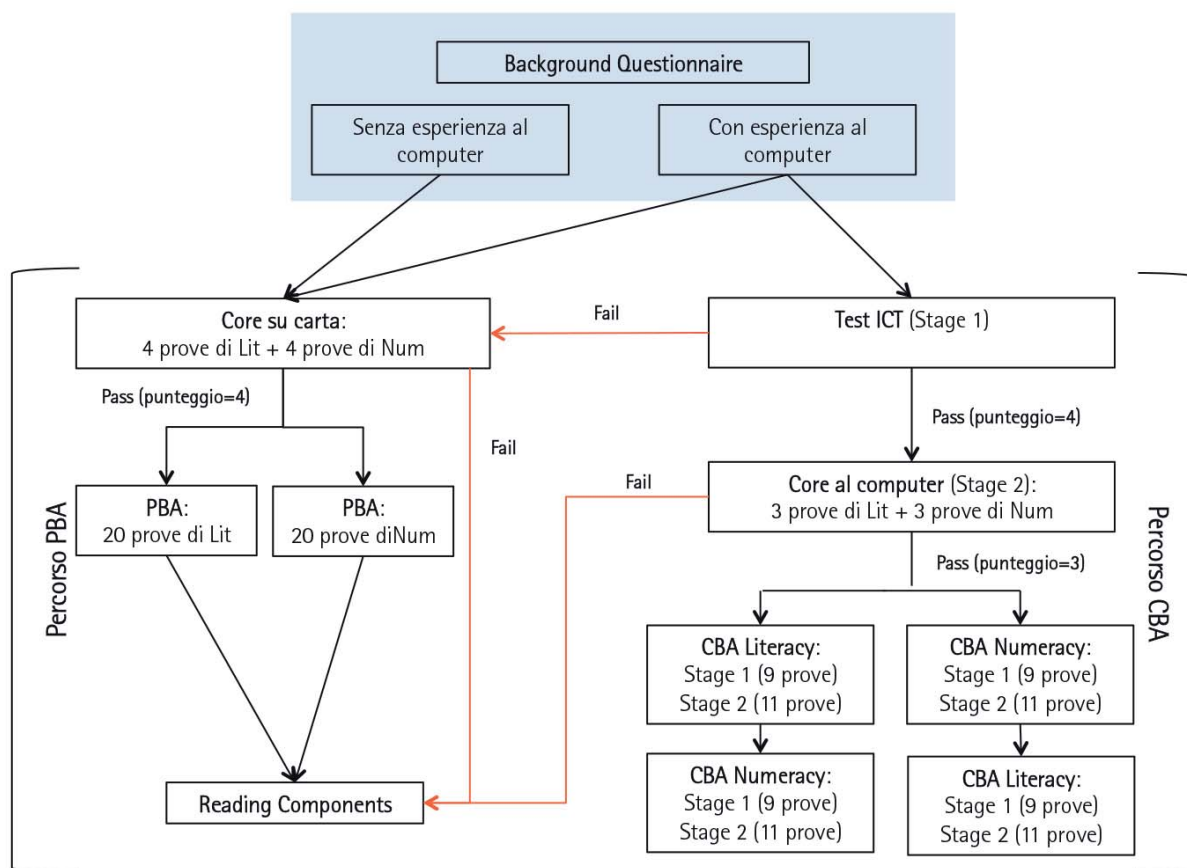 Background Questionnaire
Senza esperienza al
computer
Con esperienza al
computer
Core su carta:
4 prove di Lit + 4 prove di Num
Fail
Test ICT (Stage 1)
Pass (punteggio=4)
Fail
Pass (punteggio=4)
PBA:
20 prove di Lit
PBA:
20 prove diNum
Fail
Core al computer (Stage 2):
3 prove di Lit + 3 prove di Num
Pass (punteggio=3)
CBA Literacy:
Stage 1 (9 prove)
Stage 2 (11 prove)
CBA Numeracy:
Stage 1 (9 prove)
Stage 2 (11 prove)
CBA Numeracy:
Stage 1 (9 prove)
Stage 2 (11 prove)
CBA Literacy:
Stage 1 (9 prove)
Stage 2 (11 prove)
Reading Components
Percorso PBA
Percorso CBA